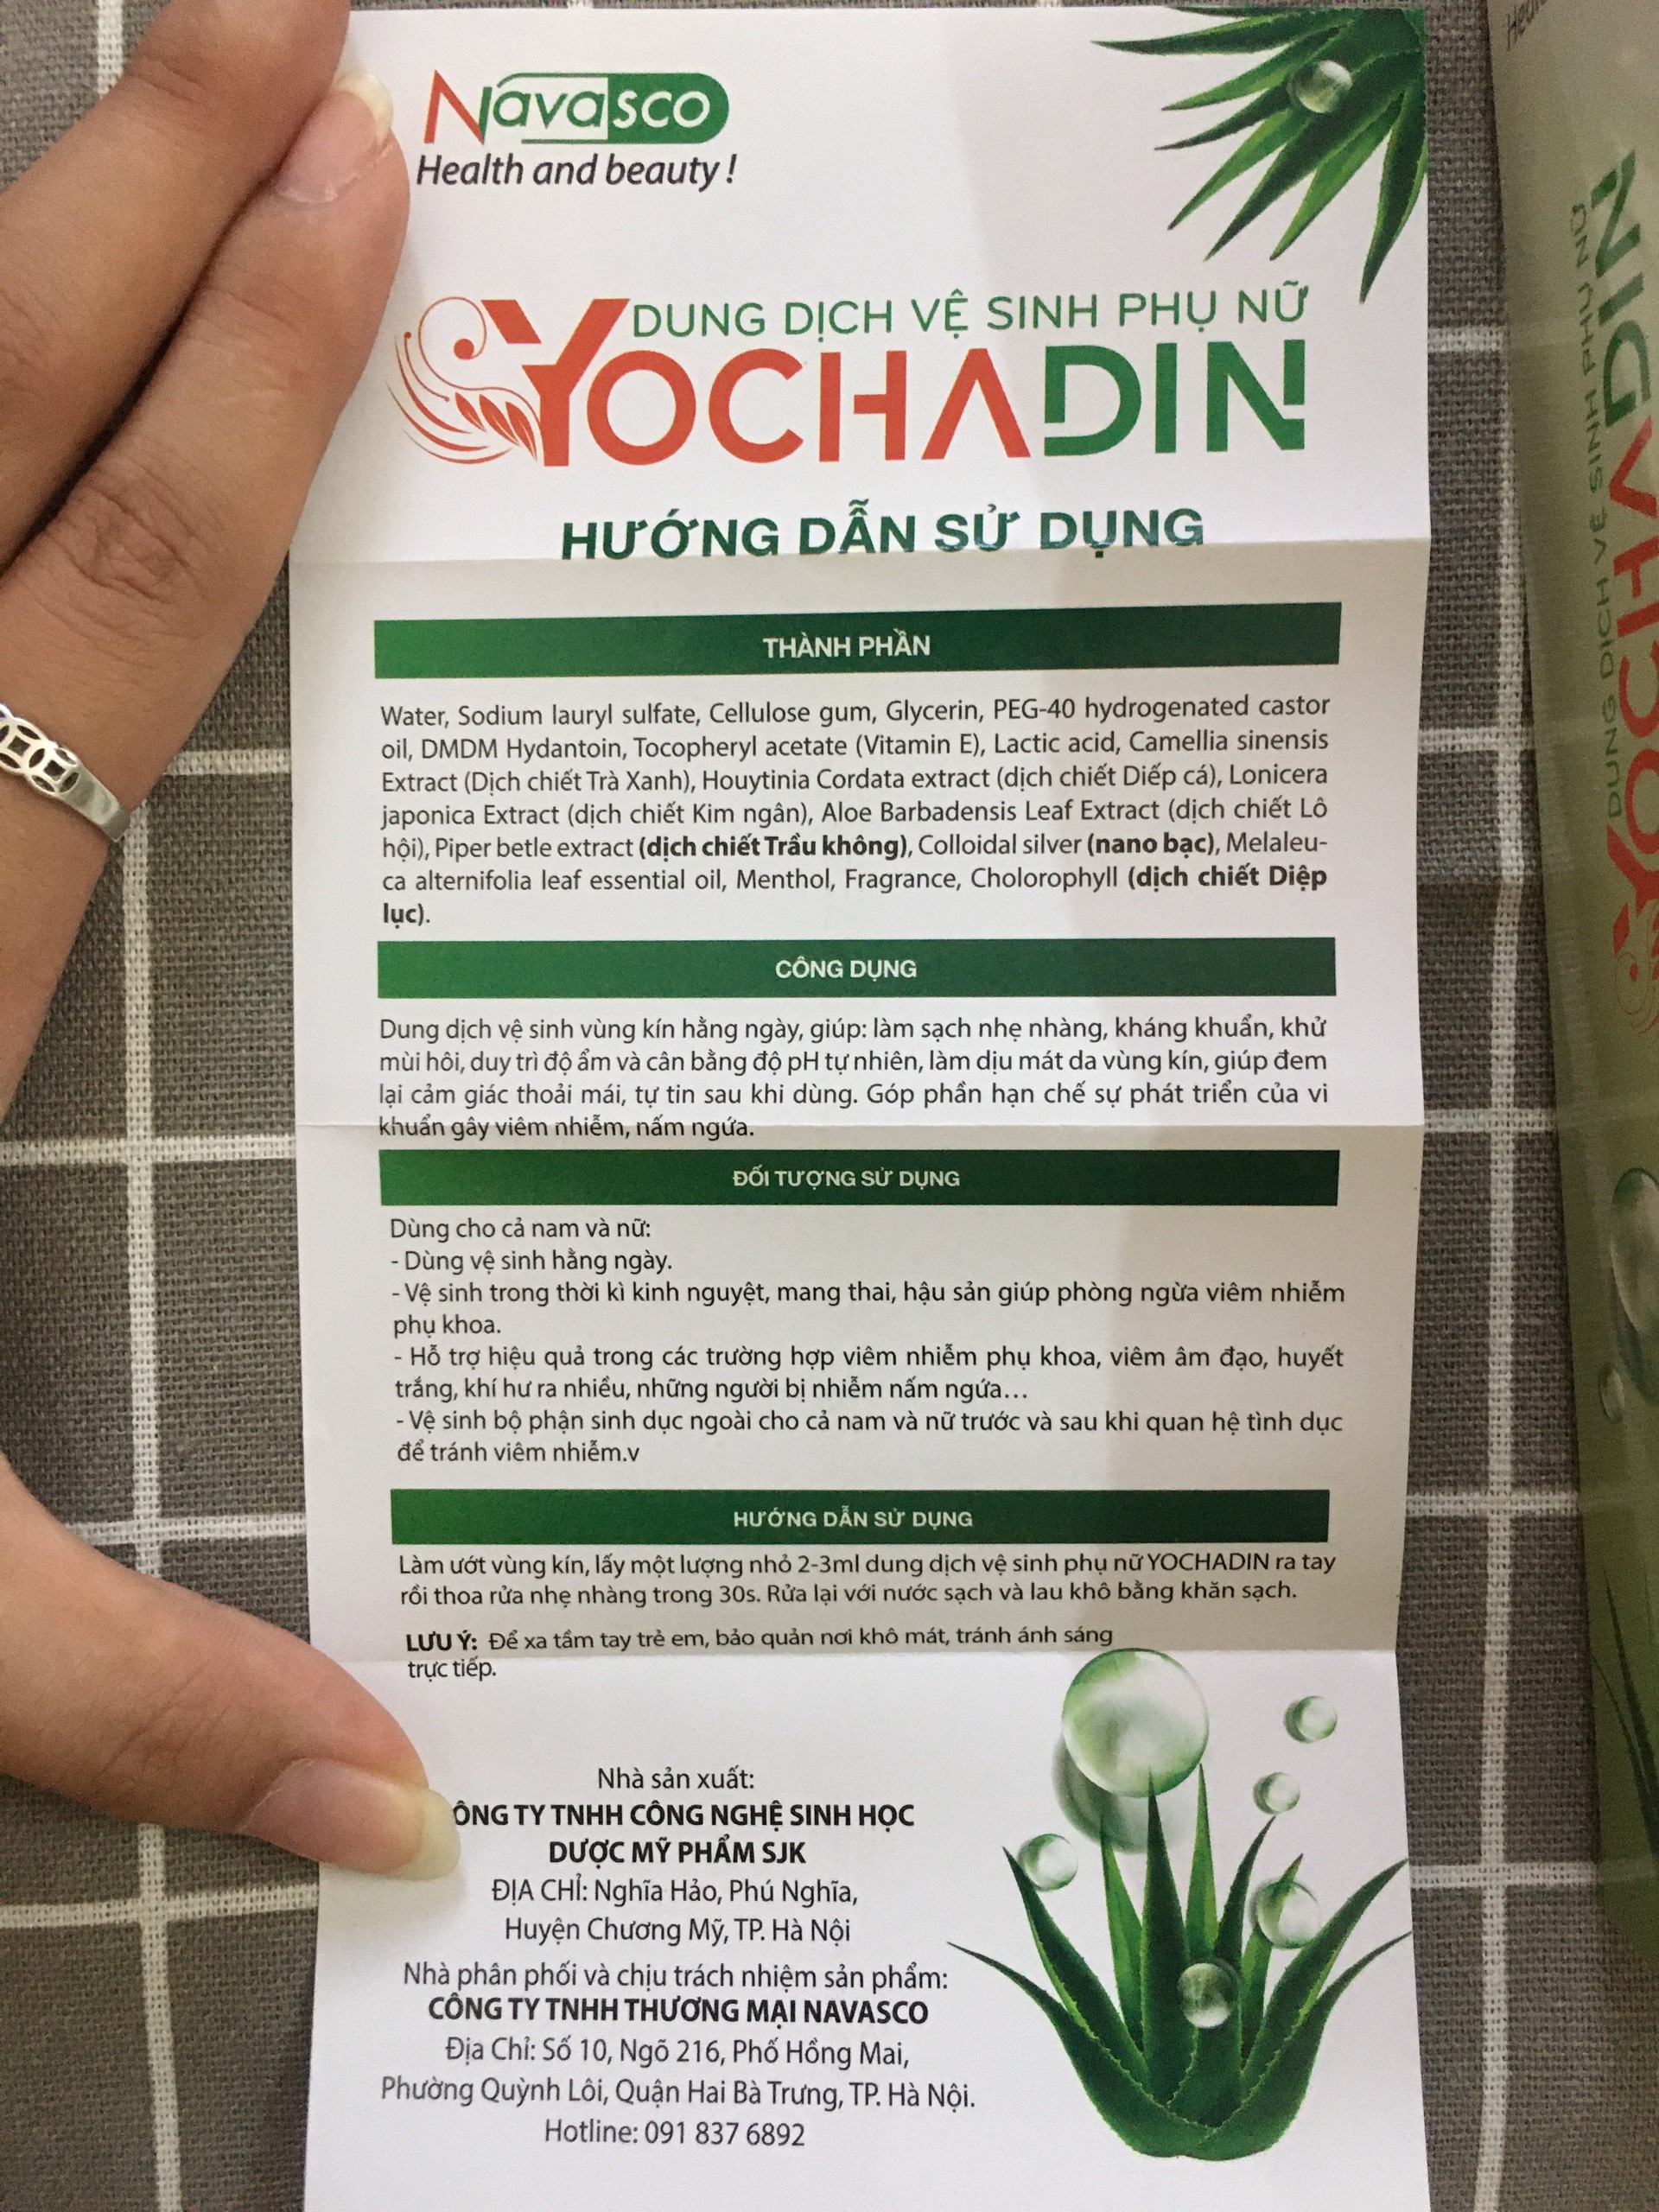 Navasco
Health and beauty !
DUNG DỊCH VỆ SINH PHỤ NỮ
YOCHADIN
HƯỚNG DẪN SỬ DỤNG
THÀNH PHẦN
Water, Sodium lauryl sulfate, Cellulose gum, Glycerin, PEG-40 hydrogenated castor
oil, DMDM Hydantoin, Tocopheryl acetate (Vitamin E), Lactic acid, Camellia sinensis
Extract (Dịch chiết Trà Xanh), Houytinia Cordata extract (dịch chiết Diếp cá), Lonicera
japonica Extract (dịch chiết Kim ngân), Aloe Barbadensis Leaf Extract (dịch chiết Lô
hội), Piper betle extract (dịch chiết Trầu không), Colloidal silver (nano bạc), Melaleu-
ca alternifolia leaf essential oil, Menthol, Fragrance, Cholorophyll (dịch chiết Diệp
lục).
CÔNG DỤNG
Dung dịch vệ sinh vùng kín hằng ngày, giúp: làm sạch nhẹ nhàng, kháng khuẩn, khử
mùi hôi, duy trì độ ẩm và cân bằng độ pH tự nhiên, làm dịu mát da vùng kín, giúp đem
lại cảm giác thoải mái, tự tin sau khi dùng. Góp phần hạn chế sự phát triển của vi
khuẩn gây viêm nhiễm, nấm ngứa.
ĐỐI TƯỢNG SỬ DỤNG
Dùng cho cả nam và nữ:
- Dùng vệ sinh hằng ngày.
- Vệ sinh trong thời kì kinh nguyệt, mang thai, hậu sản giúp phòng ngừa viêm nhiễm
phụ khoa.
- Hỗ trợ hiệu quả trong các trường hợp viêm nhiễm phụ khoa, viêm âm đạo, huyết
trắng, khí hư ra nhiều, những người bị nhiễm nấm ngứa...
- Vệ sinh bộ phận sinh dục ngoài cho cả nam và nữ trước và sau khi quan hệ tình dục
để tránh viêm nhiễm.v
HƯỚNG DẪN SỬ DỤNG
Làm ướt vùng kín, lấy một lượng nhỏ 2-3ml dung dịch vệ sinh phụ nữ YOCHADIN ra tay
rồi thoa rửa nhẹ nhàng trong 30s. Rửa lại với nước sạch và lau khô bằng khăn sạch.
LƯU Ý: Để xa tầm tay trẻ em, bảo quản nơi khô mát, tránh ánh sáng
trực tiếp.
Nhà sản xuất:
ÔNG TY TNHH CÔNG NGHỆ SINH HỌC
DƯỢC MỸ PHẨM SJK
ĐỊA CHỈ: Nghĩa Hảo, Phú Nghĩa,
Huyện Chương Mỹ, TP. Hà Nội
Nhà phân phối và chịu trách nhiệm sản phẩm:
CÔNG TY TNHH THƯƠNG MẠI NAVASCO
Địa Chỉ: Số 10, Ngõ 216, Phố Hồng Mai,
Phường Quỳnh Lôi, Quận Hai Bà Trưng, TP. Hà Nội.
Hotline: 091 837 6892
DUNG DỊCH VỆ SINH PHỤ NỮ
YOCHADIN